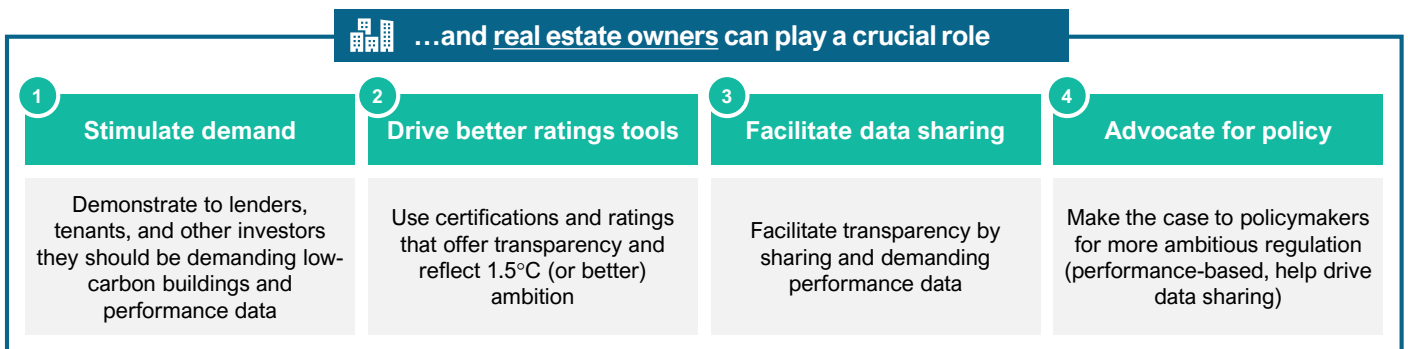 …and real estate owners can play a crucial role
1
Stimulate demand
Demonstrate to lenders,
tenants, and other investors
they should be demanding low-
carbon buildings and
performance data
2
Drive better ratings tools
Use certifications and ratings
that offer transparency and
reflect 1.5°C (or better)
ambition
3
Facilitate data sharing
Facilitate transparency by
sharing and demanding
performance data
4
Advocate for policy
Make the case to policymakers
for more ambitious regulation
(performance-based, help drive
data sharing)